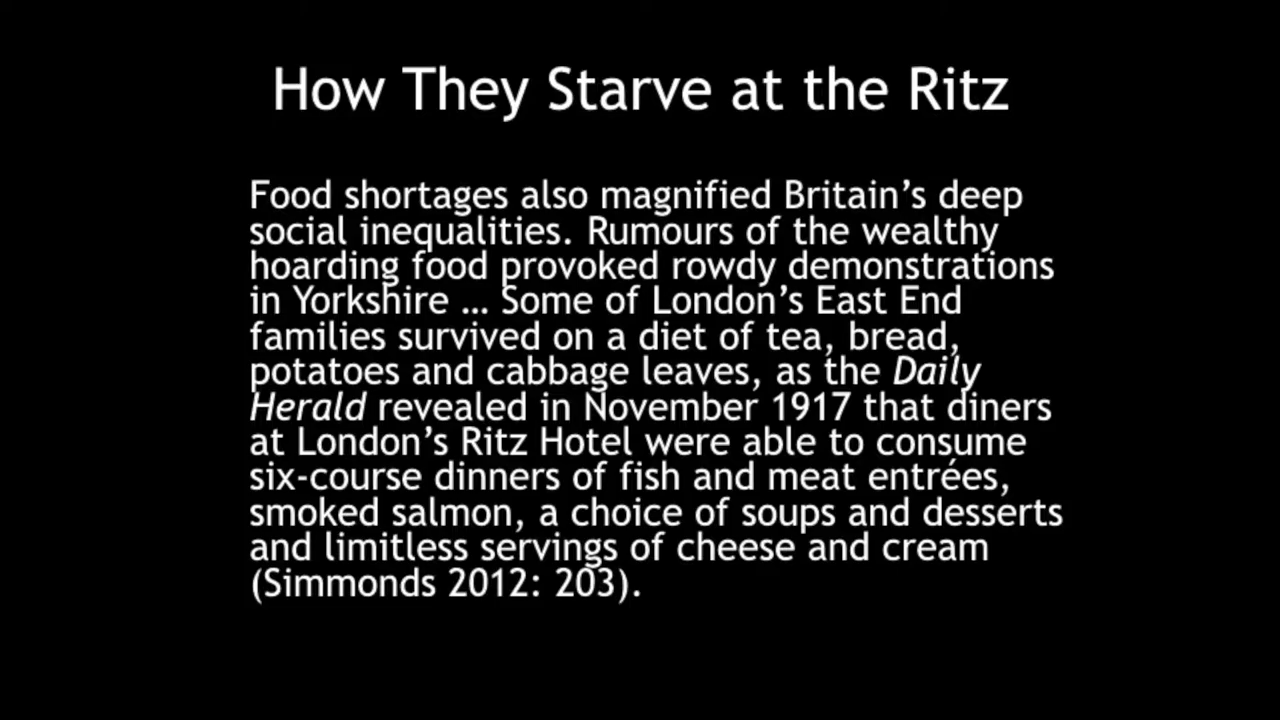 How They Starve at the Ritz
Food shortages also magnified Britain’s deep
social inequalities. Rumours of the wealthy
hoarding food provoked rowdy demonstrations
in Yorkshire … Some of London’s East End
families survived on a diet of tea, bread,
potatoes and cabbage leaves, as the Daily
Herald revealed in November 1917 that diners
at London’s Ritz Hotel were able to consume
six-course dinners of fish and meat entrées,
smoked salmon, a choice of soups and desserts
and limitless servings of cheese and cream
(Simmonds 2012: 203).